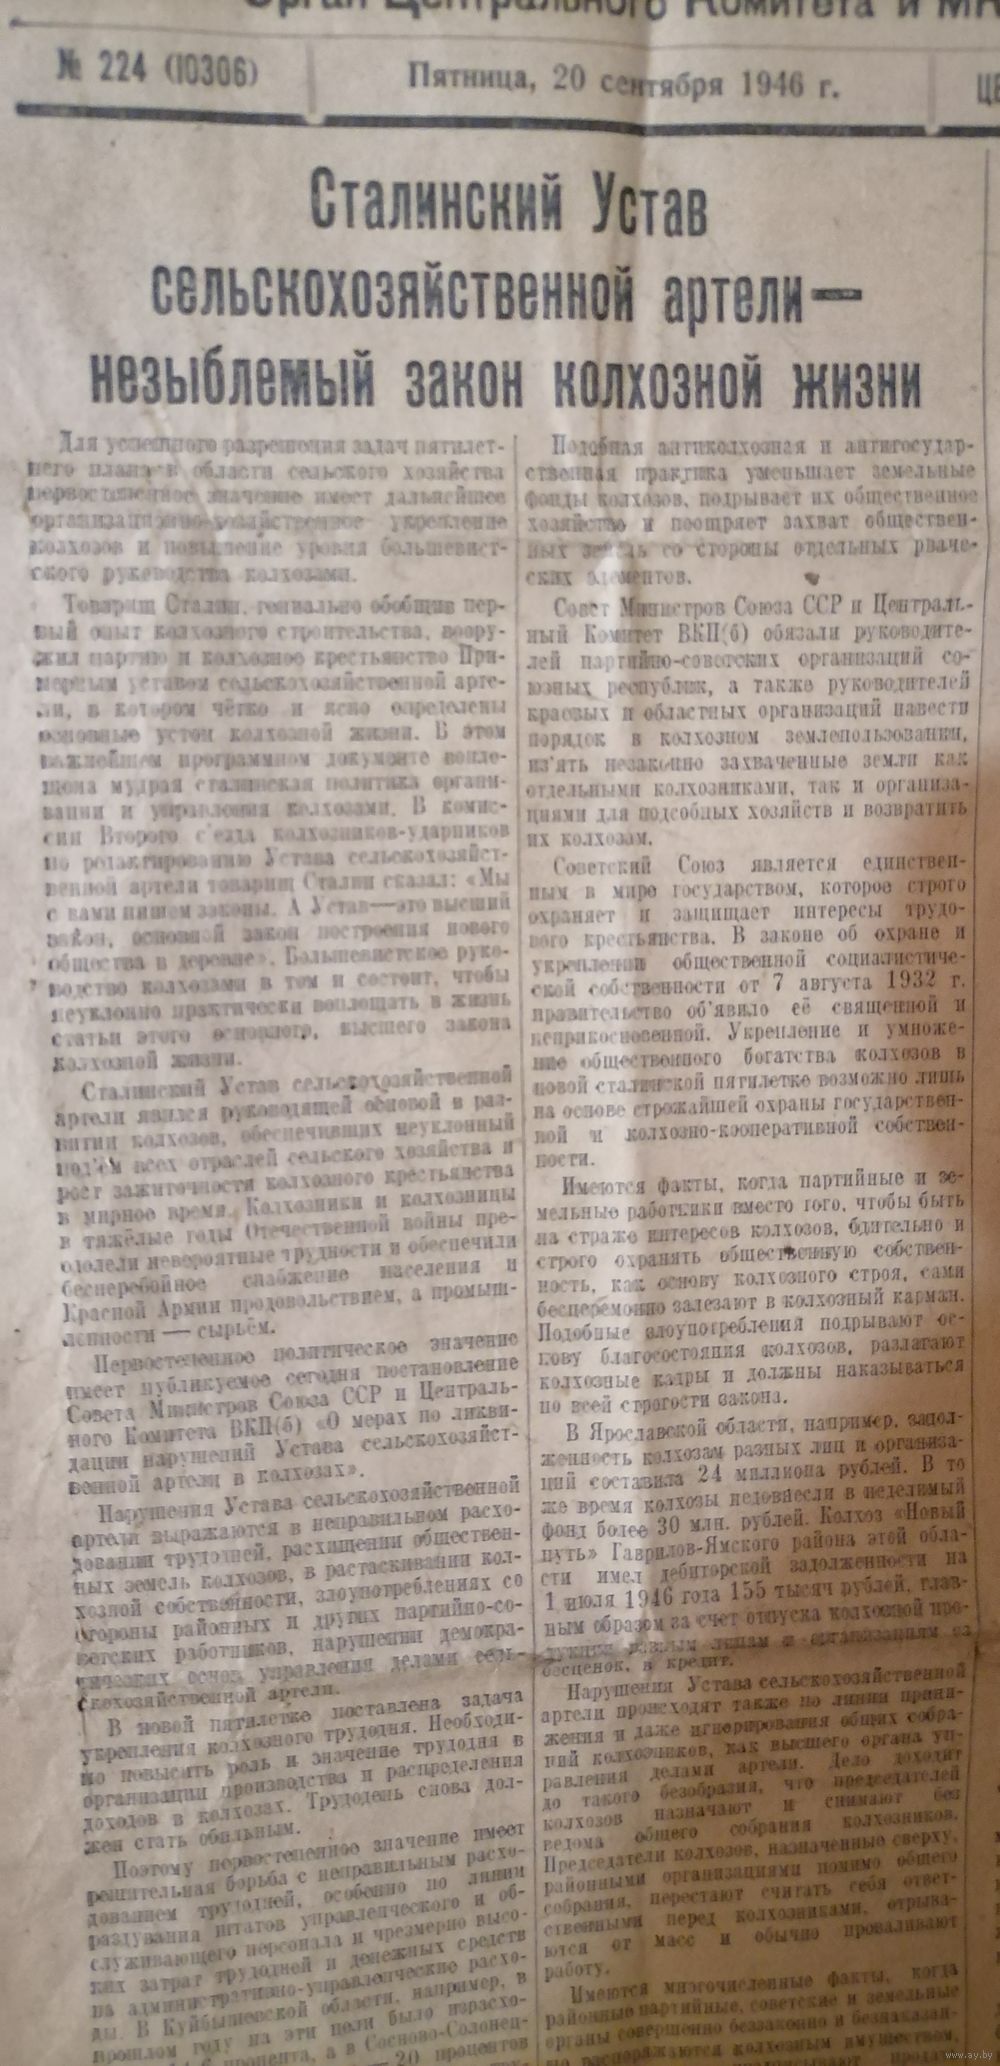 Орган Центрального Комитета и МК
№ 224 (10306)
Пятница, 20 сентября 1946 г.
ЦЕ
Сталинский Устав
сельскохозяйственной артели—
незыблемый закон колхозной жизни
Для успешного разрешения задач пятилет-
него плана в области сельского хозяйства
первостепенное значение имеет дальнейшее
организационно-хозяйственное укрепление
колхозов и повышение уровня большевист-
ского руководства колхозами.
Товарищ Сталин, гениально обобщив пер-
вый опыт колхозного строительства, воору-
жил партию и колхозное крестьянство При-
мерным уставом сельскохозяйственной арте-
ли, в котором чётко и ясно определены
основные устои колхозной жизни. В этом
важнейшем программном документе вопло-
щена мудрая сталинская политика органи-
зации и управления колхозами. В комис-
сии Второго с'езда колхозников-ударников
по редактированию Устава сельскохозяйст-
венной артели товарищ Сталин сказал: «Мы
с вами пишем законы. А Устав—это высший
закон, основной закон построения нового
общества в деревне». Большевистское руко-
водство колхозами в том и состоит, чтобы
неуклонно практически воплощать в жизнь
статьи этого основного, высшего закона
колхозной жизни.
Сталинский Устав сельскохозяйственной
артели явился руководящей основой в раз-
витии колхозов, обеспечивших неуклонный
под'ём всех отраслей сельского хозяйства и
рост зажиточности колхозного крестьянства
в мирное время. Колхозники и колхозницы
в тяжёлые годы Отечественной войны пре-
одолели невероятные трудности и обеспечили
бесперебойное снабжение населения и
Красной Армии продовольствием, а промыш-
ленности — сырьём.
Первостепенное политическое значение
имеет публикуемое сегодня постановление
Совета Министров Союза ССР и Централь-
ного Комитета ВКП(б) «О мерах по ликви-
дации нарушений Устава сельскохозяйст-
венной артели в колхозах».
Нарушения Устава сельскохозяйственной
артели выражаются в неправильном расхо-
довании трудодней, расхищении обществен-
ных земель колхозов, в растаскивании кол-
хозной собственности, злоупотреблениях со
стороны районных и других партийно-со-
ветских работников, нарушении демокра-
тических основ управления делами сель-
скохозяйственной артели.
В новой пятилетке поставлена задача
укрепления колхозного трудодня. Необходи-
мо повысить роль и значение трудодня в
организации производства и распределения
доходов в колхозах. Трудодень снова дол-
жен стать обильным.
Поэтому первостепенное значение имеет
решительная борьба с неправильным расхо-
дованием трудодней, особенно по линии
раздувания штатов управленческого и об-
служивающего персонала и чрезмерно высо-
ких затрат трудодней и денежных средств
на административно-управленческие расхо-
ды. В Куйбышевской области, например, в
прошлом году на эти цели было израсхо-
процента, а в Сосново-Солонец-
20 процентов
Подобная антиколхозная и антигосудар-
ственная практика уменьшает земельные
фонды колхозов, подрывает их общественное
хозяйство и поощряет захват обществен-
ных земель со стороны отдельных рваче-
ских элементов.
Совет Министров Союза ССР и Централь-
ный Комитет ВКП(б) обязали руководите-
лей партийно-советских организаций со-
юзных республик, а также руководителей
краевых и областных организаций навести
порядок в колхозном землепользовании,
из'ять незаконно захваченные земли как
отдельными колхозниками, так и организа-
циями для подсобных хозяйств и возвратить
их колхозам.
Советский Союз является единствен-
ным в мире государством, которое строго
охраняет и защищает интересы трудо-
вого крестьянства. В законе об охране и
укреплении общественной социалистиче-
ской собственности от 7 августа 1932 г.
правительство об'явило её священной и
неприкосновенной. Укрепление и умноже-
ние общественного богатства колхозов в
новой сталинской пятилетке возможно лишь
на основе строжайшей охраны государствен-
ной и колхозно-кооперативной собствен-
ности.
Имеются факты, когда партийные и зе-
мельные работники вместо того, чтобы быть
на страже интересов колхозов, бдительно и
строго охранять общественную собствен-
ность, как основу колхозного строя, сами
бесцеремонно залезают в колхозный карман.
Подобные злоупотребления подрывают ос-
нову благосостояния колхозов, разлагают
колхозные кадры и должны наказываться
по всей строгости закона.
В Ярославской области, например, задол-
женность колхозам разных лиц и организа-
ций составила 24 миллиона рублей. В то
же время колхозы недовнесли в неделимый
фонд более 30 млн. рублей. Колхоз «Новый
путь» Гаврилов-Ямского района этой обла-
сти имел дебиторской задолженности на
1 июля 1946 года 155 тысяч рублей, глав-
ным образом за счет отпуска колхозной про-
дукции разным лицам и организациям за
бесценок, в кредит.
Нарушения Устава сельскохозяйственной
артели происходят также по линии прини-
жения и даже игнорирования общих собра-
ний колхозников, как высшего органа уп-
равления делами артели. Дело доходит
до такого безобразия, что председателей
колхозов назначают и снимают без
ведома общего собрания колхозников.
Председатели колхозов, назначенные сверху,
районными организациями помимо общего
собрания, перестают считать себя ответ-
ственными перед колхозниками, отрыва-
ются от масс и обычно проваливают
работу.
Имеются многочисленные факты, когда
районные партийные, советские и земельные
органы совершенно беззаконно и безнаказан-
но распоряжаются колхозным имуществом,
www.ay.by